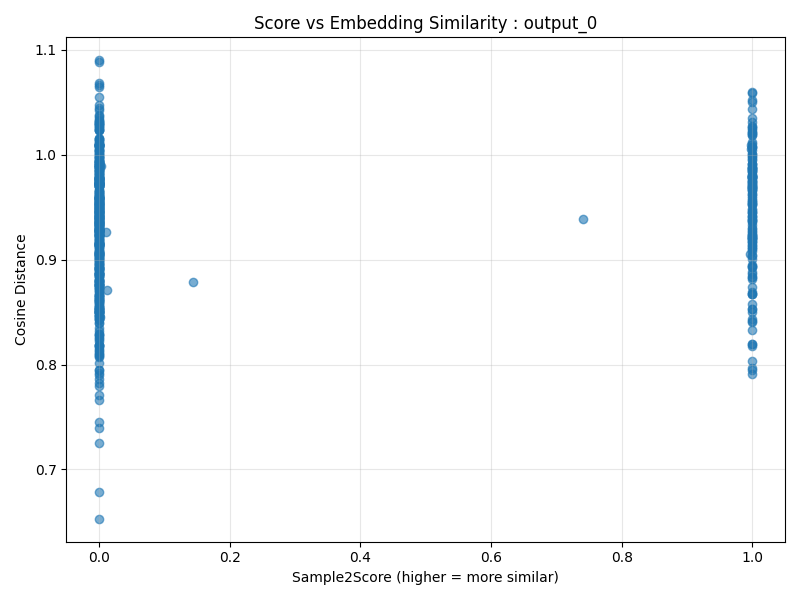 Score vs Embedding Similarity : output_0
1.1
1.0
0.9
0.8
0.7
Cosine Distance
0.0 0.2 0.4 0.6 0.8 1.0
Sample2Score (higher = more similar)